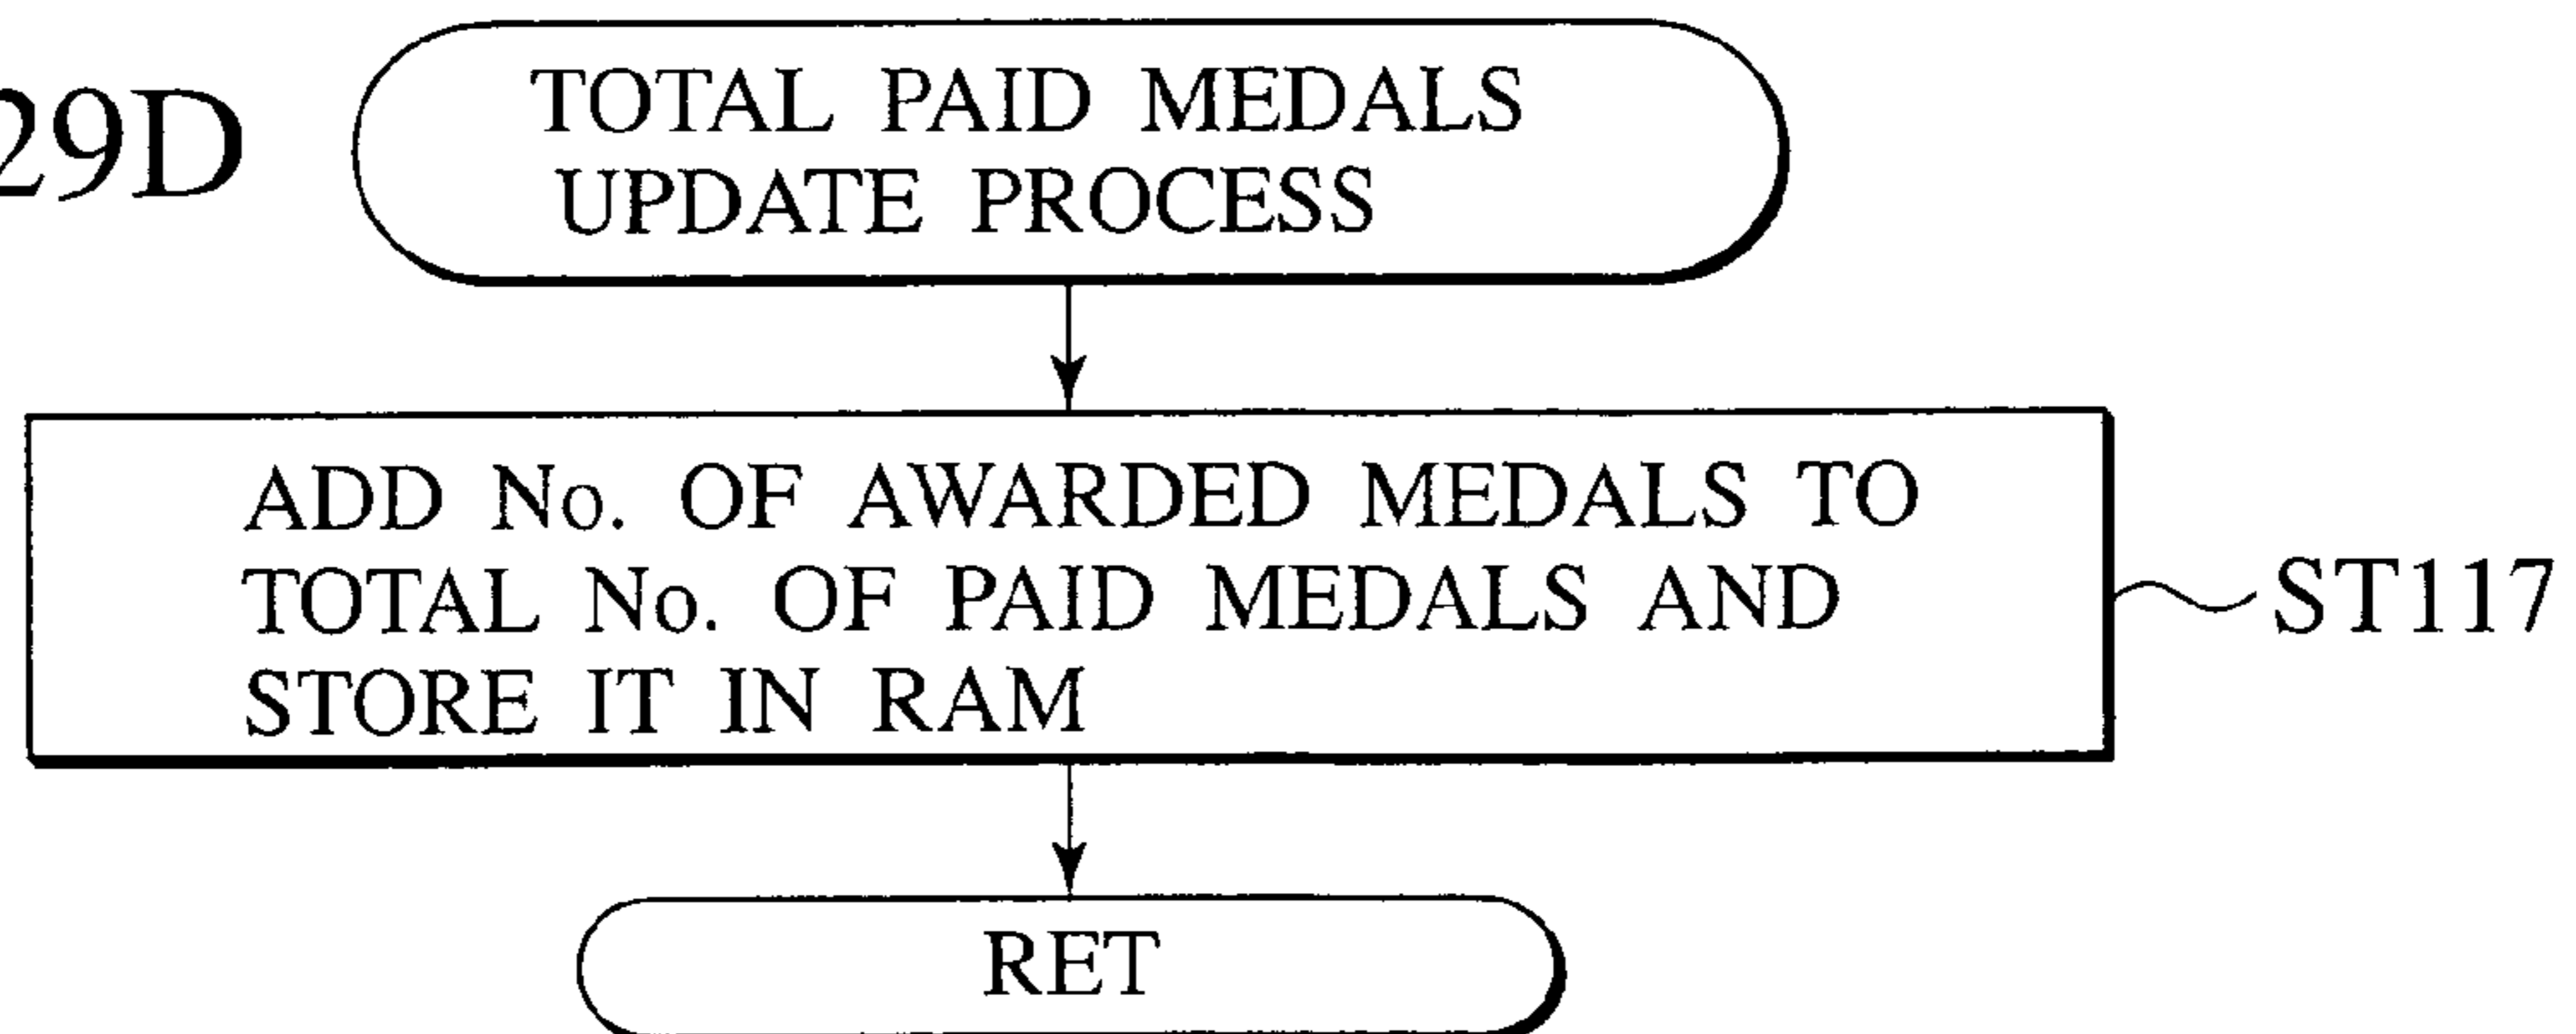 29D
TOTAL PAID MEDALS
UPDATE PROCESS
ADD No. OF AWARDED MEDALS TO
TOTAL No. OF PAID MEDALS AND
STORE IT IN RAM
ST117
RET